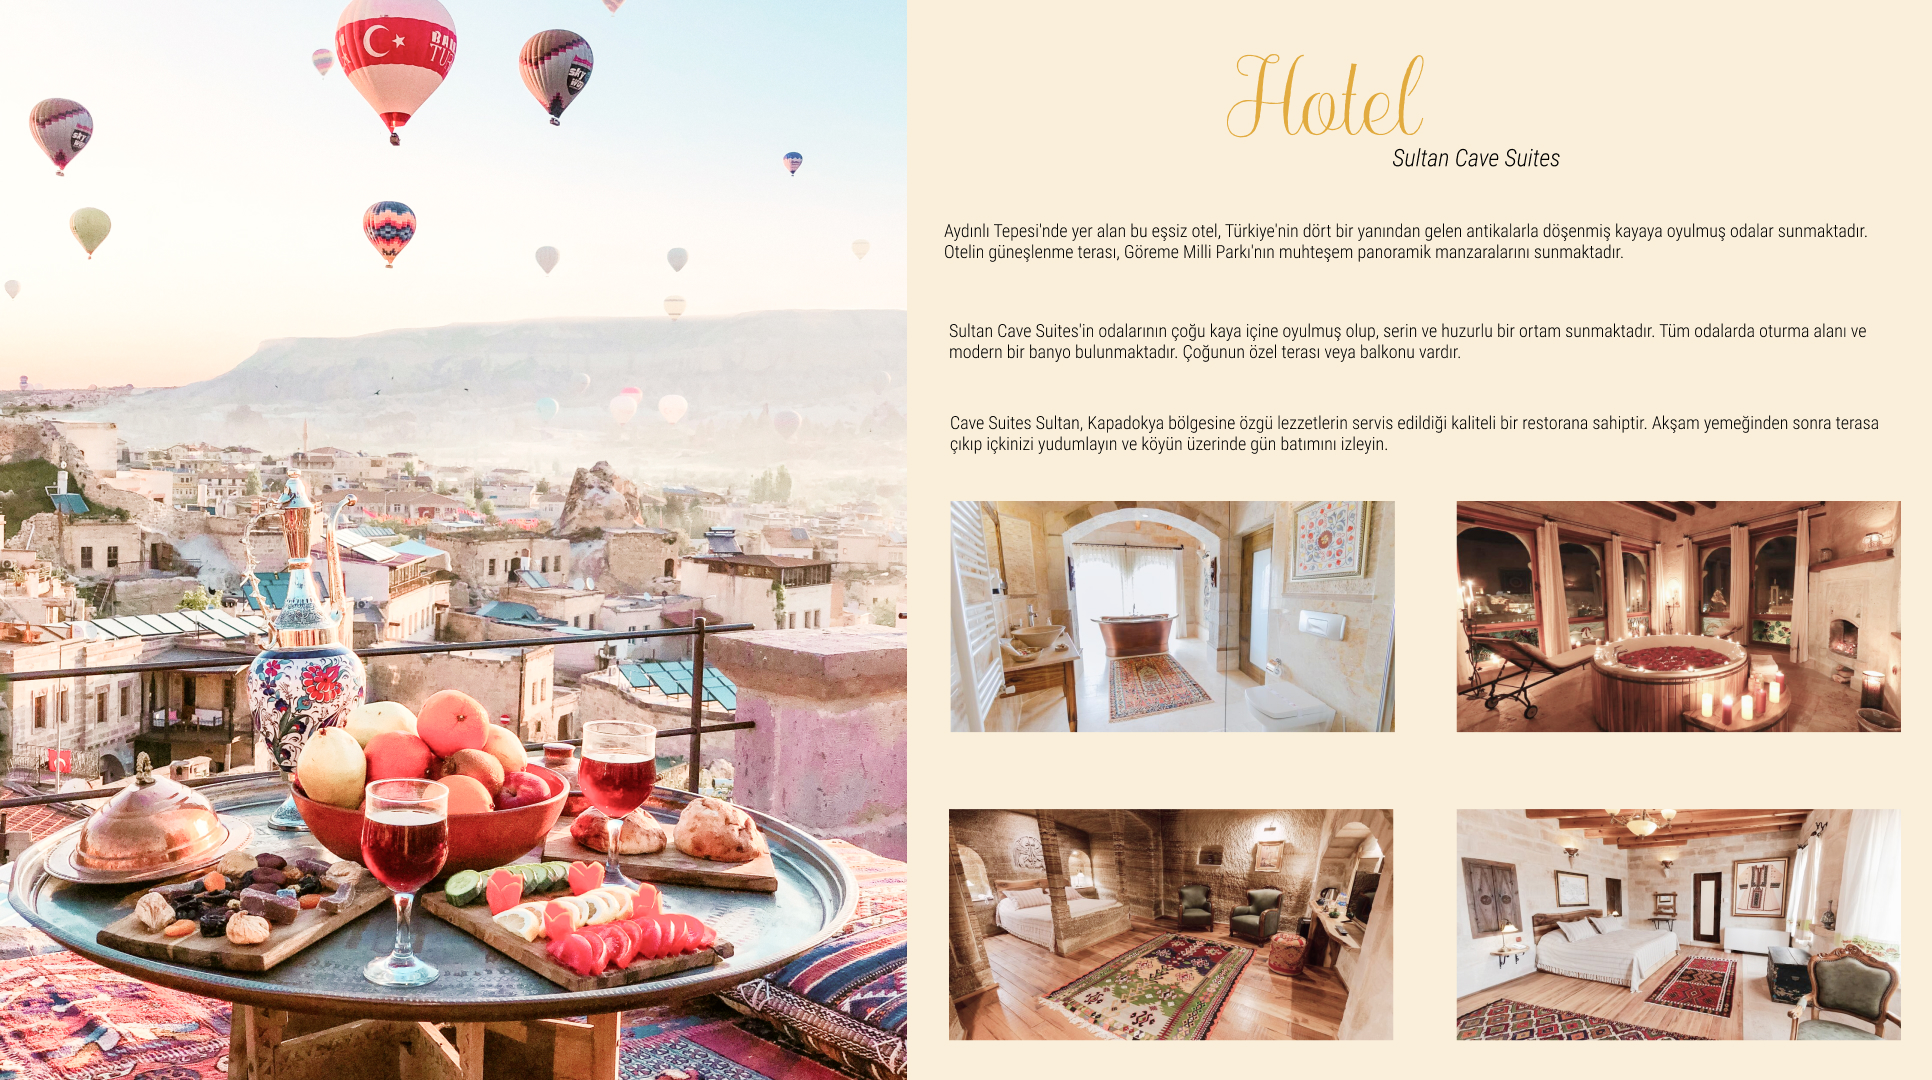 SKY
WAY
SKY
WAY
Hotel
Sultan Cave Suites
Aydınlı Tepesi'nde yer alan bu eşsiz otel, Türkiye'nin dört bir yanından gelen antikalarla döşenmiş kayaya oyulmuş odalar sunmaktadır.
Otelin güneşlenme terası, Göreme Milli Parkı'nın muhteşem panoramik manzaralarını sunmaktadır.
Sultan Cave Suites'in odalarının çoğu kaya içine oyulmuş olup, serin ve huzurlu bir ortam sunmaktadır. Tüm odalarda oturma alanı ve
modern bir banyo bulunmaktadır. Çoğunun özel terası veya balkonu vardır.
Cave Suites Sultan, Kapadokya bölgesine özgü lezzetlerin servis edildiği kaliteli bir restorana sahiptir. Akşam yemeğinden sonra terasa
çıkıp içkinizi yudumlayın ve köyün üzerinde gün batımını izleyin.